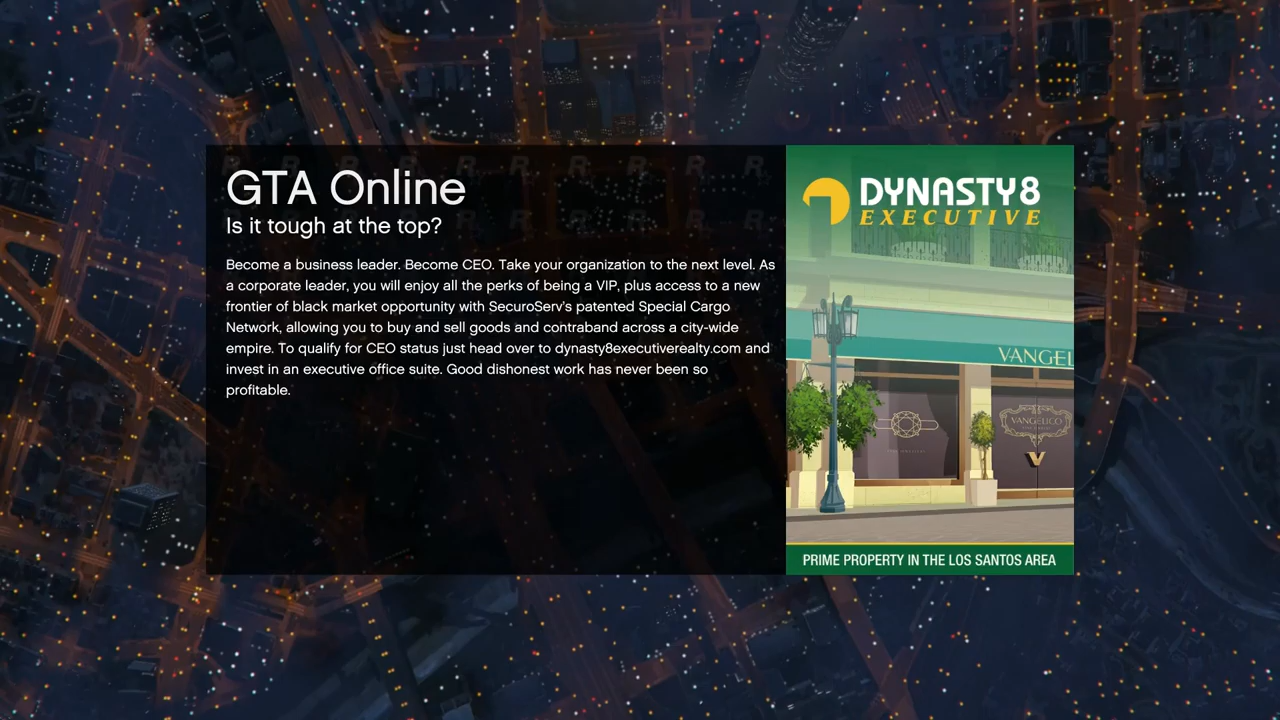 GTA Online
Is it tough at the top?
Become a business leader. Become CEO. Take your organization to the next level. As
a corporate leader, you will enjoy all the perks of being a VIP, plus access to a new
frontier of black market opportunity with SecuroServ's patented Special Cargo
Network, allowing you to buy and sell goods and contraband across a city-wide
empire. To qualify for CEO status just head over to dynasty8executiverealty.com and
invest in an executive office suite. Good dishonest work has never been so
profitable.
DYNASTY8
EXECUTIVE
VANGEL
VANGELICO
PRIME PROPERTY IN THE LOS SANTOS AREA